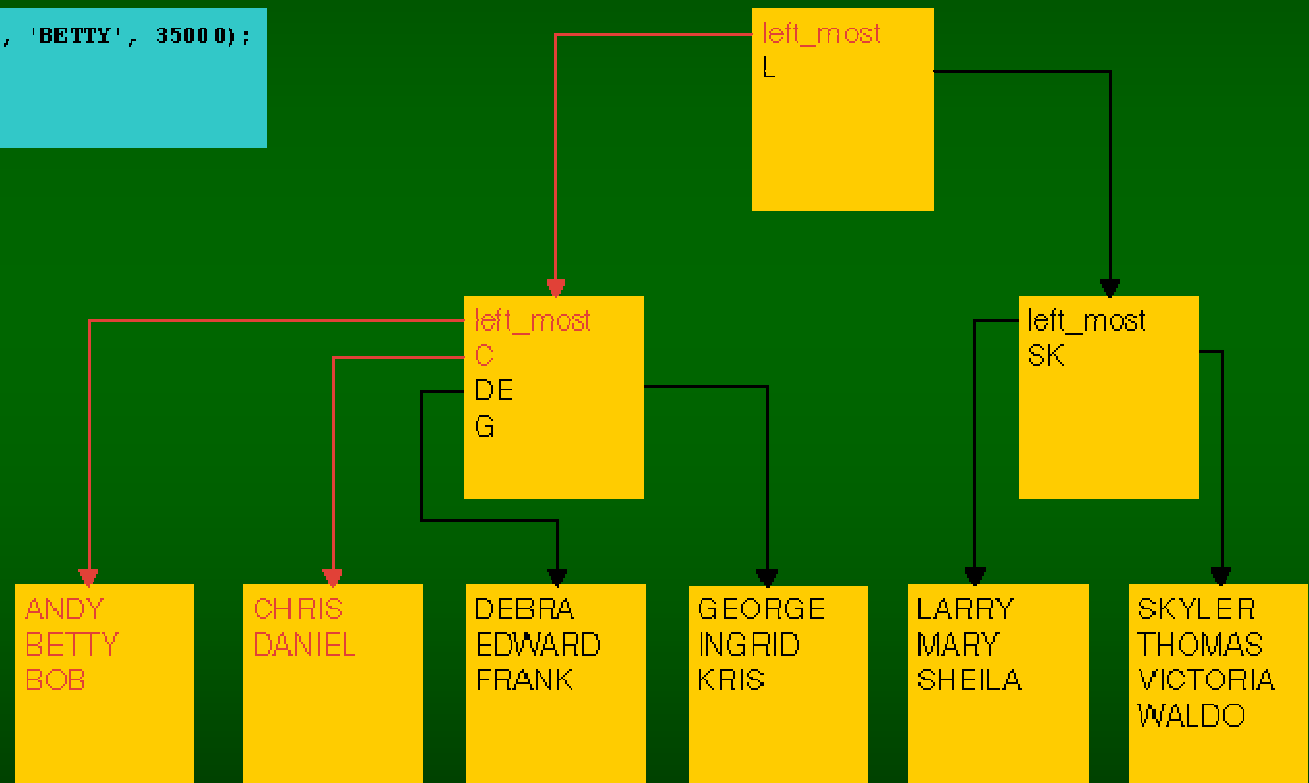 , 'BETTY', 35000);
left_most
L
left_most
C
DE
G
left_most
SK
ANDY
BETTY
BOB
CHRIS
DANIEL
DEBRA
EDWARD
FRANK
GEORGE
INGRID
KRIS
LARRY
MARY
SHEILA
SKYLER
THOMAS
VICTORIA
WALDO